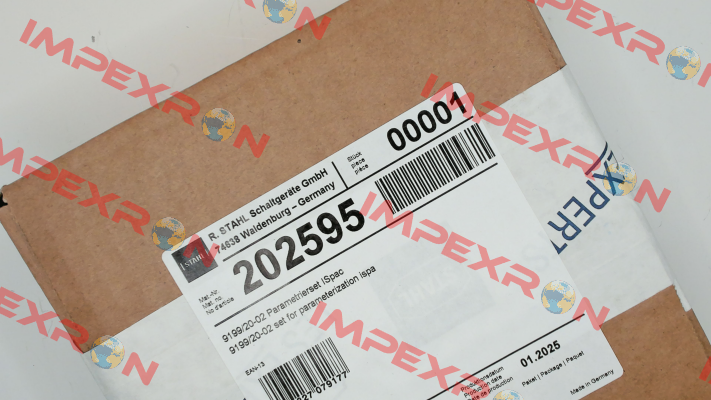 IMPEXRON
R. STAHL Schaltgeräte GmbH
74638 Waldenburg – Germany
STAHL
Stück
piece
pièce
00001
Mat.-Nr.
Mat. no.
No d'article
202595
9199/20-02 Parametrierset ISpac
9199/20-02 set for parameterization ispa
EAN-13
Produktionsdatum
Production date
de production
01.2025
Paket / Package / Paquet
Made in Germany
EXPERT